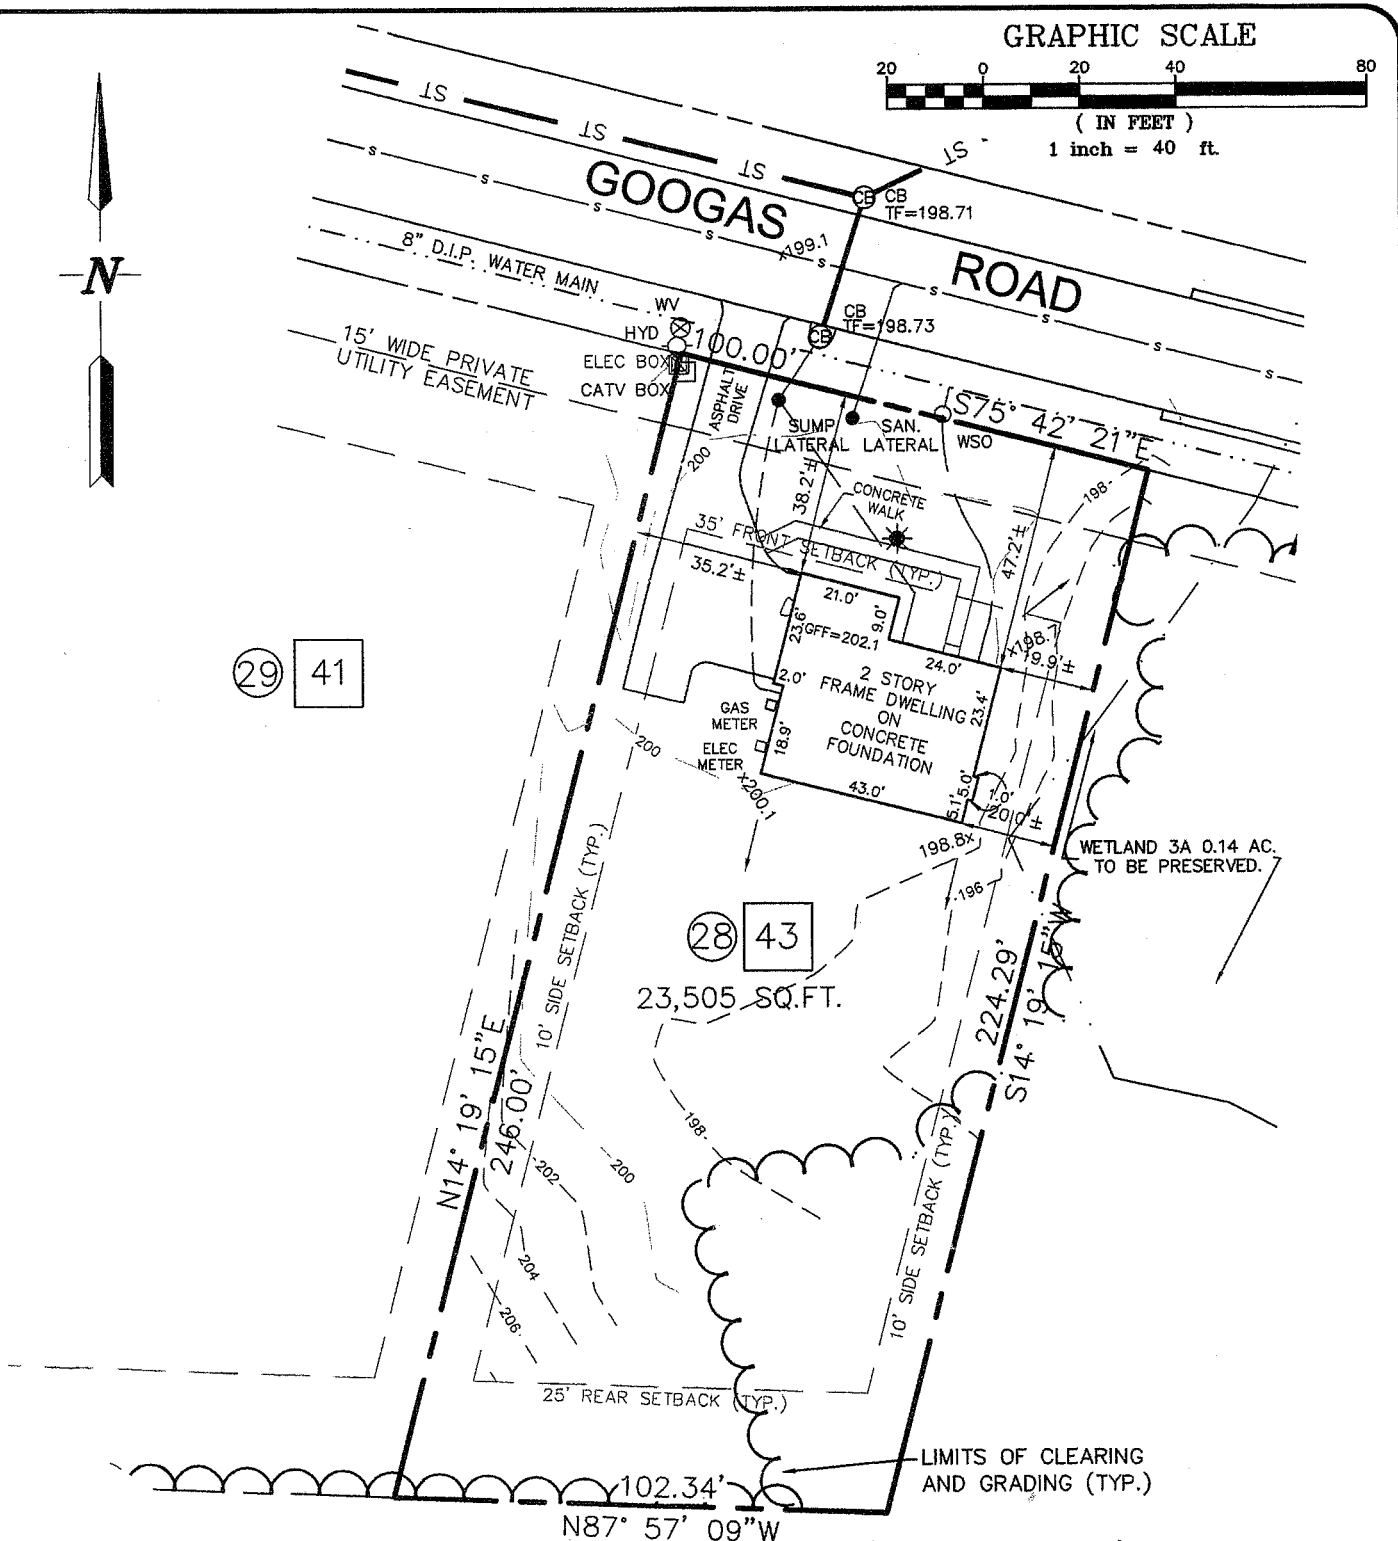 GRAPHIC SCALE
20 0 20 40 80
( IN FEET )
1 inch = 40 ft.
ST
ST
ST
ST
CB
CB
TF=198.71
GOOGAS ROAD
s
s
s
s
s
s
s
s
s
×199.1
8" D.I.P. WATER MAIN
N
WV
HYD
ELEC BOX
CATV BOX
CB
CB
TF=198.73
100.00'
S75° 42' 21"E
15' WIDE PRIVATE
UTILITY EASEMENT
ASPHALT
DRIVE
SUMP
LATERAL
SAN.
LATERAL
WSO
200
38.2'±
CONCRETE
WALK
198
47.2'±
35' FRONT SETBACK (TYP.)
35.2'±
21.0'
9.0'
23.6'
GFF=202.1
24.0'
×198.7
19.9'±
2.0'
2 STORY
FRAME DWELLING
ON
CONCRETE
FOUNDATION
23.4'
29
41
GAS
METER
ELEC
METER
18.9'
200
×200.1
43.0'
5.0'
5.1'
1.0'
20.0'±
198.8x
196
WETLAND 3A 0.14 AC.
TO BE PRESERVED.
10' SIDE SETBACK (TYP.)
28
43
23,505 SQ.FT.
224.29'
S14° 19' 15"W
N14° 19' 15"E
246.00'
198
202
200
204
206
10' SIDE SETBACK (TYP.)
25' REAR SETBACK (TYP.)
LIMITS OF CLEARING
AND GRADING (TYP.)
102.34'
N87° 57' 09"W